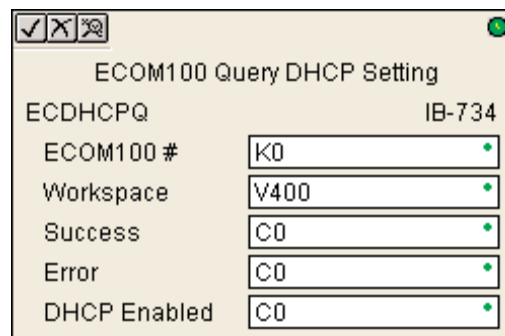 ECOM100 Query DHCP Setting
ECDHCPQ IB-734
ECOM100 # K0
Workspace V400
Success C0
Error C0
DHCP Enabled C0